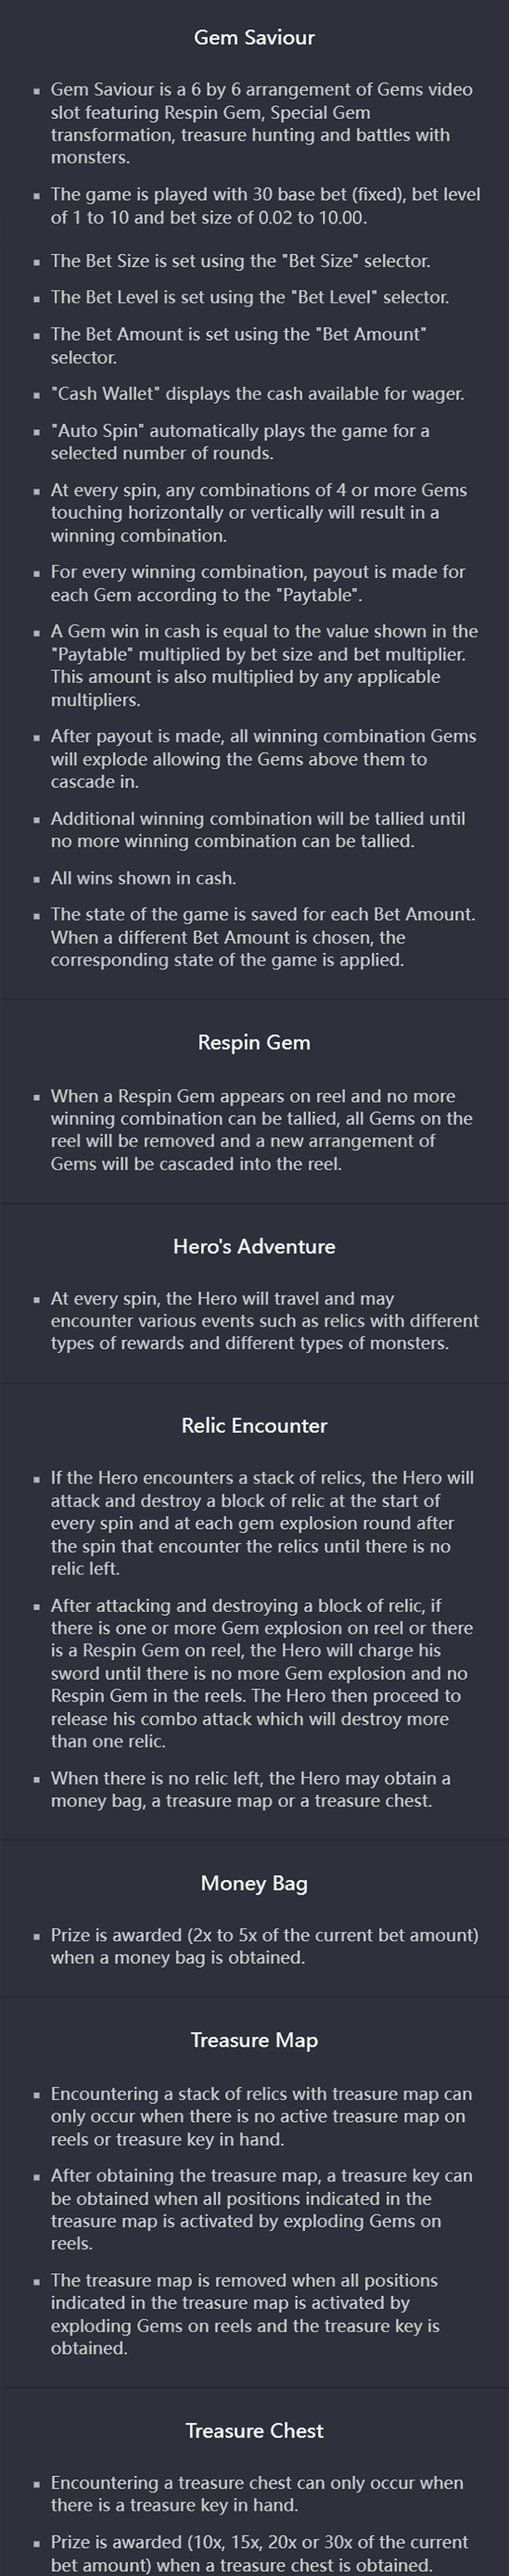 Gem Saviour
▪ Gem Saviour is a 6 by 6 arrangement of Gems video
slot featuring Respin Gem, Special Gem
transformation, treasure hunting and battles with
monsters.
▪ The game is played with 30 base bet (fixed), bet level
of 1 to 10 and bet size of 0.02 to 10.00.
▪ The Bet Size is set using the "Bet Size" selector.
▪ The Bet Level is set using the "Bet Level" selector.
▪ The Bet Amount is set using the "Bet Amount"
selector.
▪ "Cash Wallet" displays the cash available for wager.
▪ "Auto Spin" automatically plays the game for a
selected number of rounds.
▪ At every spin, any combinations of 4 or more Gems
touching horizontally or vertically will result in a
winning combination.
▪ For every winning combination, payout is made for
each Gem according to the "Paytable".
▪ A Gem win in cash is equal to the value shown in the
"Paytable" multiplied by bet size and bet multiplier.
This amount is also multiplied by any applicable
multipliers.
▪ After payout is made, all winning combination Gems
will explode allowing the Gems above them to
cascade in.
▪ Additional winning combination will be tallied until
no more winning combination can be tallied.
▪ All wins shown in cash.
▪ The state of the game is saved for each Bet Amount.
When a different Bet Amount is chosen, the
corresponding state of the game is applied.
Respin Gem
▪ When a Respin Gem appears on reel and no more
winning combination can be tallied, all Gems on the
reel will be removed and a new arrangement of
Gems will be cascaded into the reel.
Hero's Adventure
▪ At every spin, the Hero will travel and may
encounter various events such as relics with different
types of rewards and different types of monsters.
Relic Encounter
▪ If the Hero encounters a stack of relics, the Hero will
attack and destroy a block of relic at the start of
every spin and at each gem explosion round after
the spin that encounter the relics until there is no
relic left.
▪ After attacking and destroying a block of relic, if
there is one or more Gem explosion on reel or there
is a Respin Gem on reel, the Hero will charge his
sword until there is no more Gem explosion and no
Respin Gem in the reels. The Hero then proceed to
release his combo attack which will destroy more
than one relic.
▪ When there is no relic left, the Hero may obtain a
money bag, a treasure map or a treasure chest.
Money Bag
▪ Prize is awarded (2x to 5x of the current bet amount)
when a money bag is obtained.
Treasure Map
▪ Encountering a stack of relics with treasure map can
only occur when there is no active treasure map on
reels or treasure key in hand.
▪ After obtaining the treasure map, a treasure key can
be obtained when all positions indicated in the
treasure map is activated by exploding Gems on
reels.
▪ The treasure map is removed when all positions
indicated in the treasure map is activated by
exploding Gems on reels and the treasure key is
obtained.
Treasure Chest
▪ Encountering a treasure chest can only occur when
there is a treasure key in hand.
▪ Prize is awarded (10x, 15x, 20x or 30x of the current
bet amount) when a treasure chest is obtained.